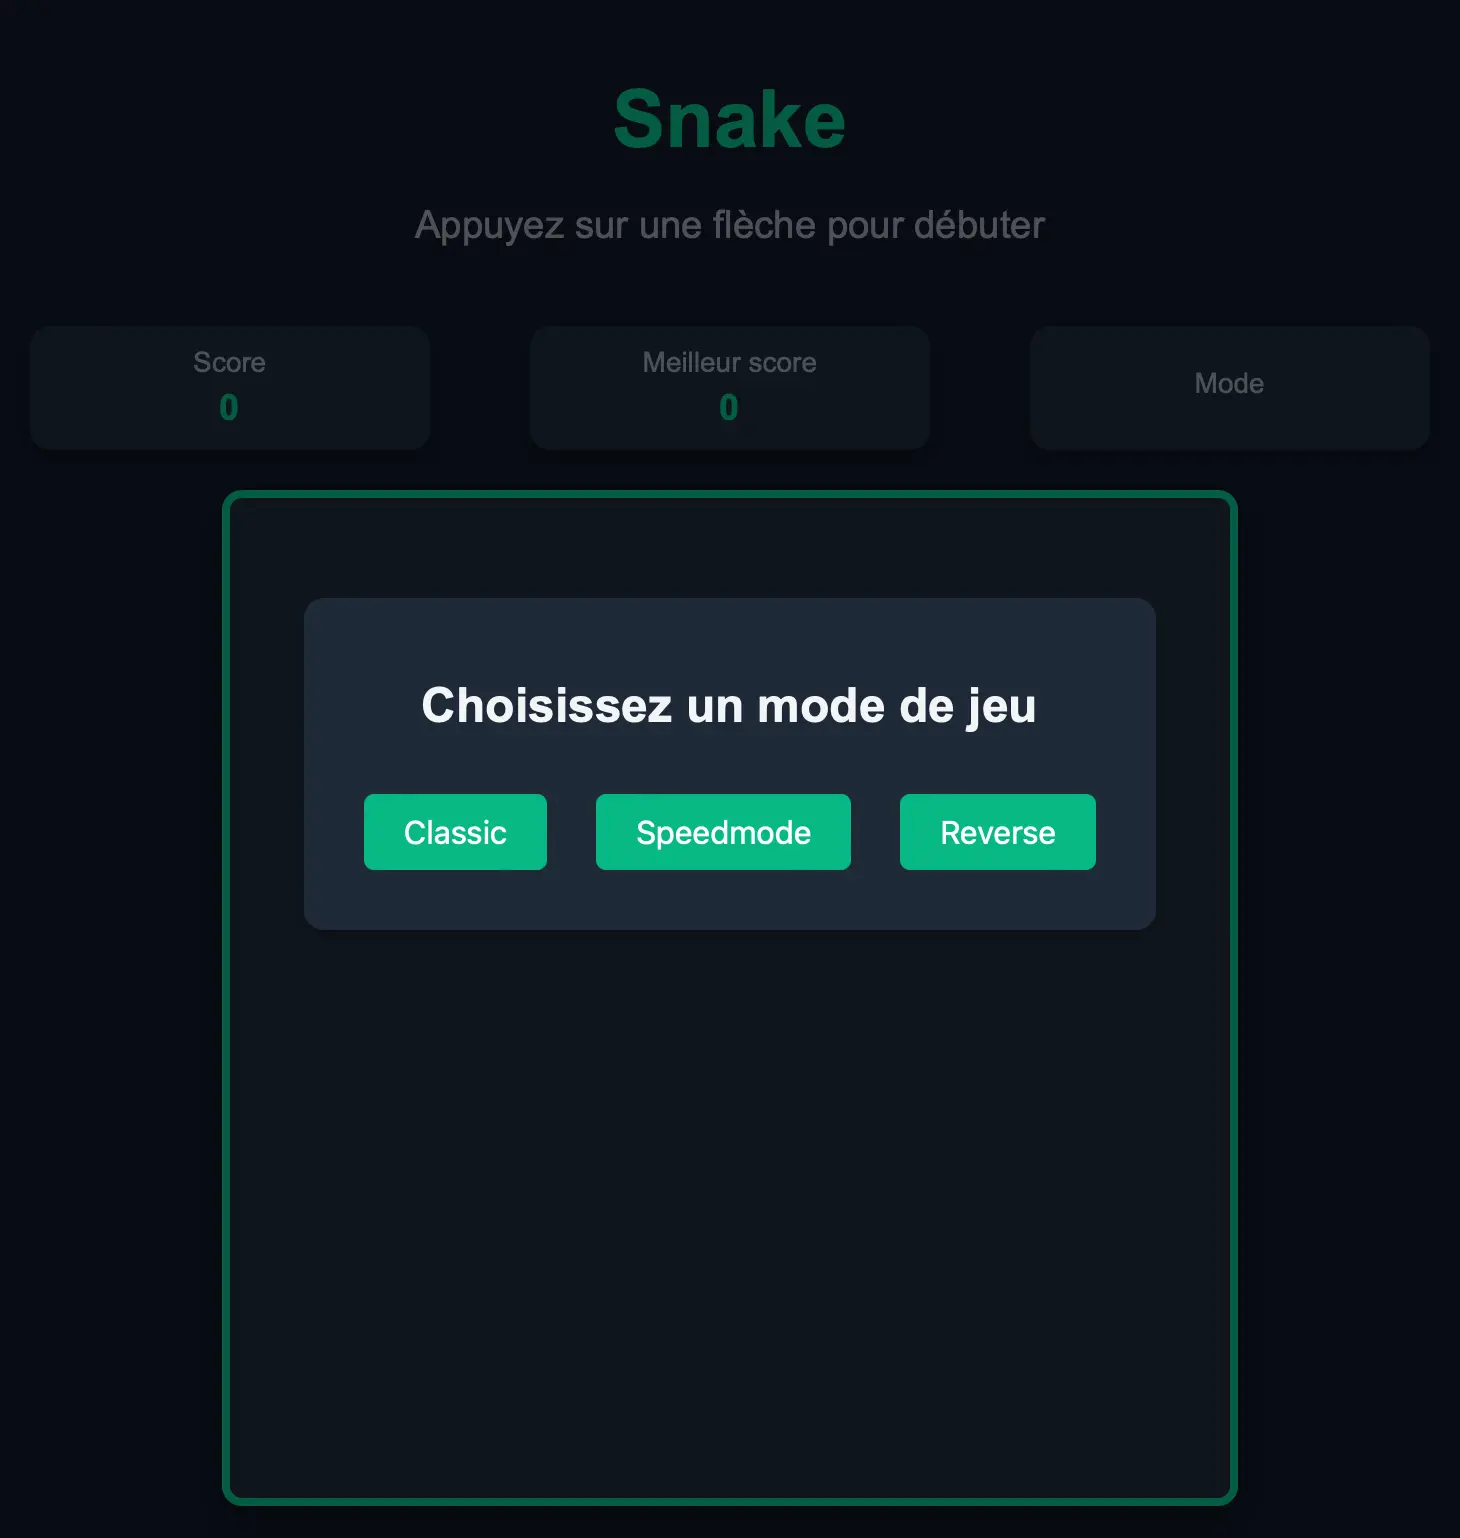 Snake
Appuyez sur une flèche pour débuter
Score
0
Meilleur score
0
Mode
Choisissez un mode de jeu
Classic
Speedmode
Reverse